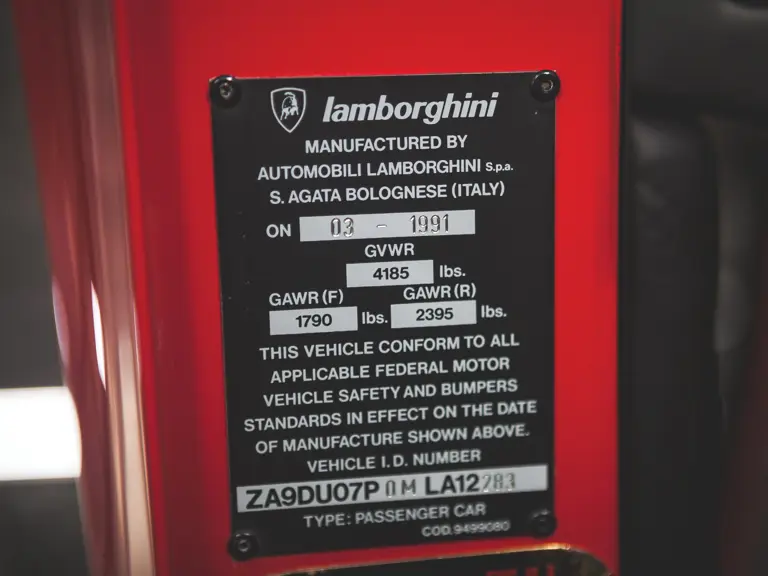 lamborghini
MANUFACTURED BY
AUTOMOBILI LAMBORGHINI S.p.a.
S. AGATA BOLOGNESE (ITALY)
ON 03 - 1991
GVWR
4185 lbs.
GAWR (F) GAWR (R)
1790 lbs. 2395 lbs.
THIS VEHICLE CONFORM TO ALL
APPLICABLE FEDERAL MOTOR
VEHICLE SAFETY AND BUMPERS
STANDARDS IN EFFECT ON THE DATE
OF MANUFACTURE SHOWN ABOVE.
VEHICLE I.D. NUMBER
ZA9DU07P0MLA12283
TYPE: PASSENGER CAR
COD.9499080